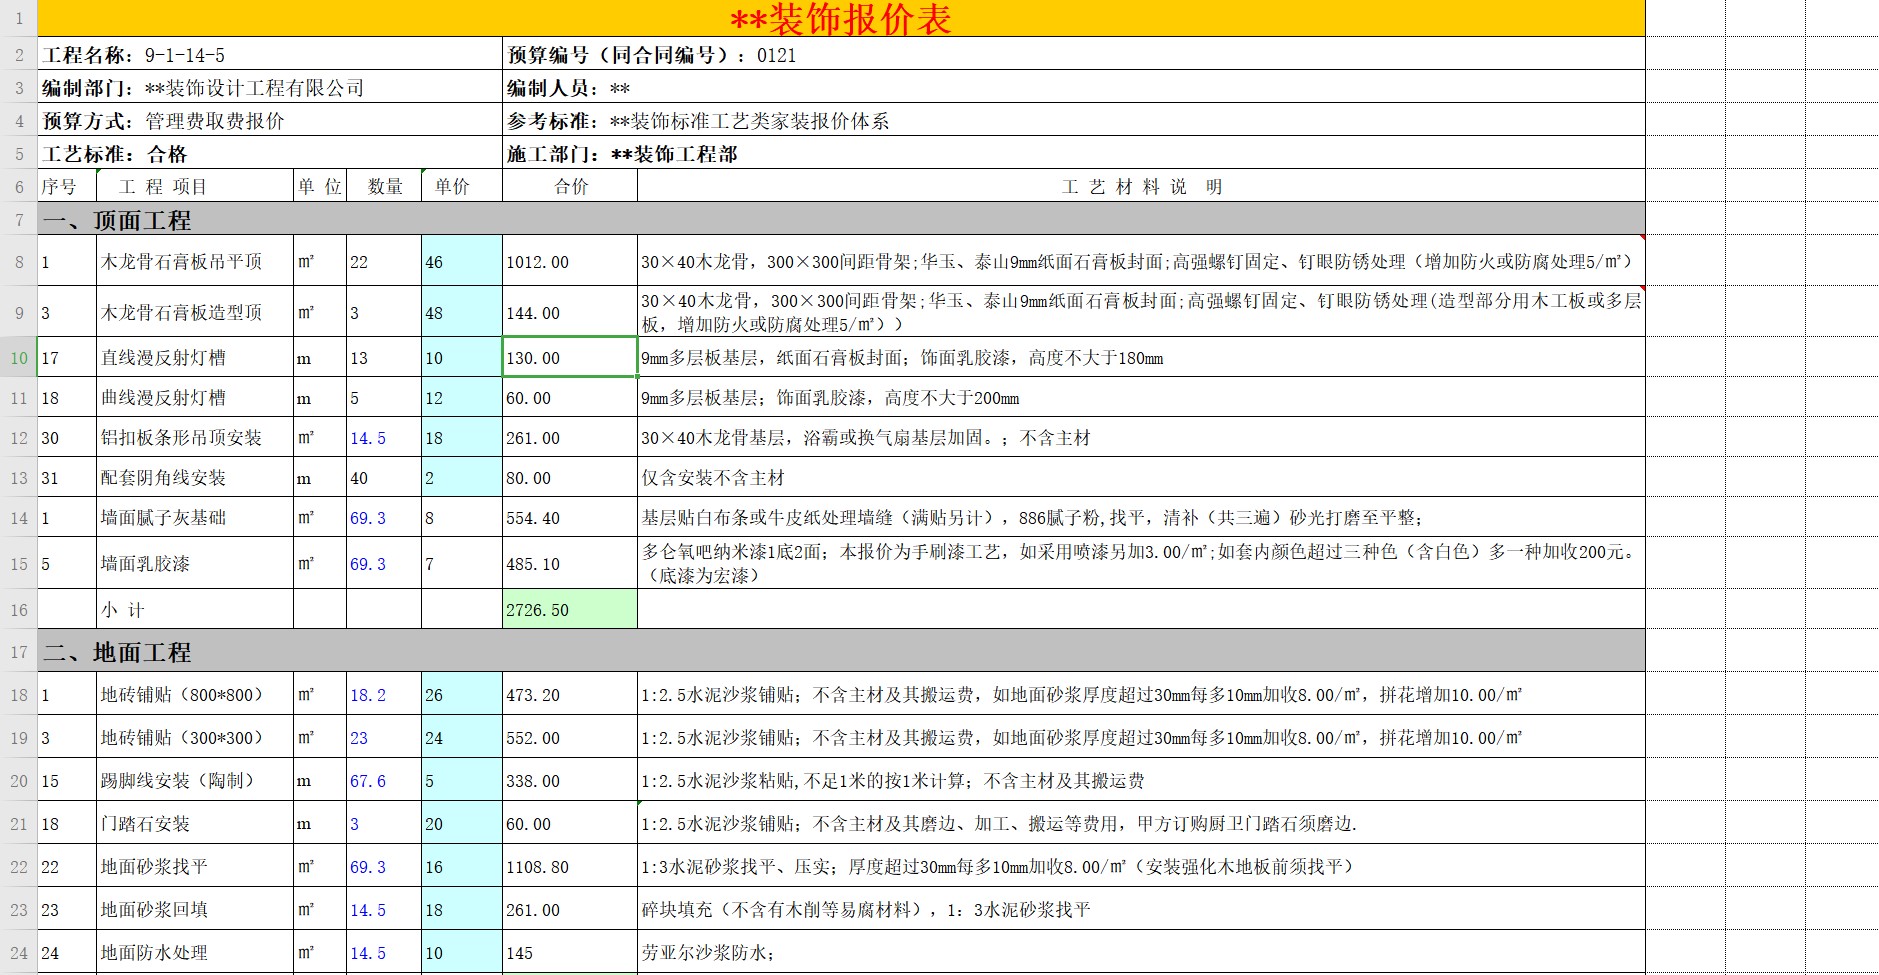 1 **装饰报价表
2 工程名称：9-1-14-5 预算编号（同合同编号）：0121
3 编制部门：**装饰设计工程有限公司 编制人员：**
4 预算方式：管理费取费报价 参考标准：**装饰标准工艺类家装报价体系
5 工艺标准：合格 施工部门：**装饰工程部
6 序号 工 程 项目 单 位 数量 单价 合价 工 艺 材 料 说 明
7 一、顶面工程
8 1 木龙骨石膏板吊平顶 ㎡ 22 46 1012.00 30×40木龙骨，300×300间距骨架;华玉、泰山9mm纸面石膏板封面;高强螺钉固定、钉眼防锈处理（增加防火或防腐处理5/㎡）
9 3 木龙骨石膏板造型顶 ㎡ 3 48 144.00 30×40木龙骨，300×300间距骨架;华玉、泰山9mm纸面石膏板封面;高强螺钉固定、钉眼防锈处理(造型部分用木工板或多层
板，增加防火或防腐处理5/㎡））
10 17 直线漫反射灯槽 m 13 10 130.00 9mm多层板基层，纸面石膏板封面；饰面乳胶漆，高度不大于180mm
11 18 曲线漫反射灯槽 m 5 12 60.00 9mm多层板基层；饰面乳胶漆，高度不大于200mm
12 30 铝扣板条形吊顶安装 ㎡ 14.5 18 261.00 30×40木龙骨基层，浴霸或换气扇基层加固。；不含主材
13 31 配套阴角线安装 m 40 2 80.00 仅含安装不含主材
14 1 墙面腻子灰基础 ㎡ 69.3 8 554.40 基层贴白布条或牛皮纸处理墙缝（满贴另计），886腻子粉,找平，清补（共三遍）砂光打磨至平整；
15 5 墙面乳胶漆 ㎡ 69.3 7 485.10 多仑氧吧纳米漆1底2面；本报价为手刷漆工艺，如采用喷漆另加3.00/㎡;如套内颜色超过三种色（含白色）多一种加收200元。
（底漆为宏漆）
16 小 计 2726.50
17 二、地面工程
18 1 地砖铺贴（800*800） ㎡ 18.2 26 473.20 1:2.5水泥沙浆铺贴；不含主材及其搬运费，如地面砂浆厚度超过30mm每多10mm加收8.00/㎡，拼花增加10.00/㎡
19 3 地砖铺贴（300*300） ㎡ 23 24 552.00 1:2.5水泥沙浆铺贴；不含主材及其搬运费，如地面砂浆厚度超过30mm每多10mm加收8.00/㎡，拼花增加10.00/㎡
20 15 踢脚线安装（陶制） m 67.6 5 338.00 1:2.5水泥沙浆粘贴,不足1米的按1米计算；不含主材及其搬运费
21 18 门踏石安装 m 3 20 60.00 1:2.5水泥沙浆铺贴；不含主材及其磨边、加工、搬运等费用，甲方订购厨卫门踏石须磨边.
22 22 地面砂浆找平 ㎡ 69.3 16 1108.80 1:3水泥砂浆找平、压实；厚度超过30mm每多10mm加收8.00/㎡（安装强化木地板前须找平）
23 23 地面砂浆回填 ㎡ 14.5 18 261.00 碎块填充（不含有木削等易腐材料），1：3水泥砂浆找平
24 24 地面防水处理 ㎡ 14.5 10 145 劳亚尔沙浆防水；